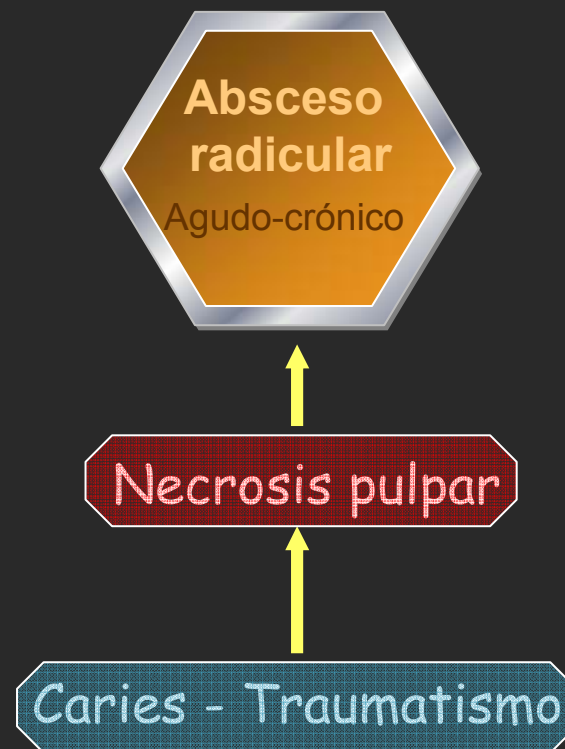 Absceso
radicular
Agudo-crónico
Necrosis pulpar
Caries - Traumatismo